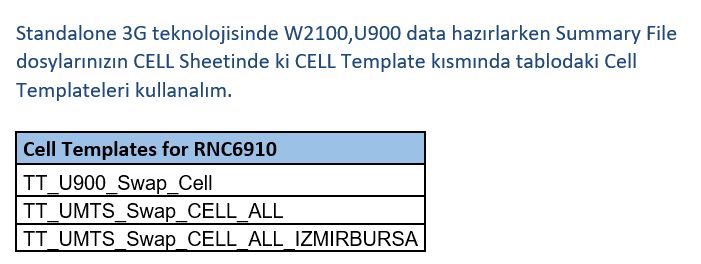 Standalone 3G teknolojisinde W2100,U900 data hazırlarken Summary File
dosylarınızın CELL Sheetinde ki CELL Template kısmında tablodaki Cell
Templateleri kullanalım.
Cell Templates for RNC6910
TT_U900_Swap_Cell
TT_UMTS_Swap_CELL_ALL
TT_UMTS_Swap_CELL_ALL_IZMIRBURSA